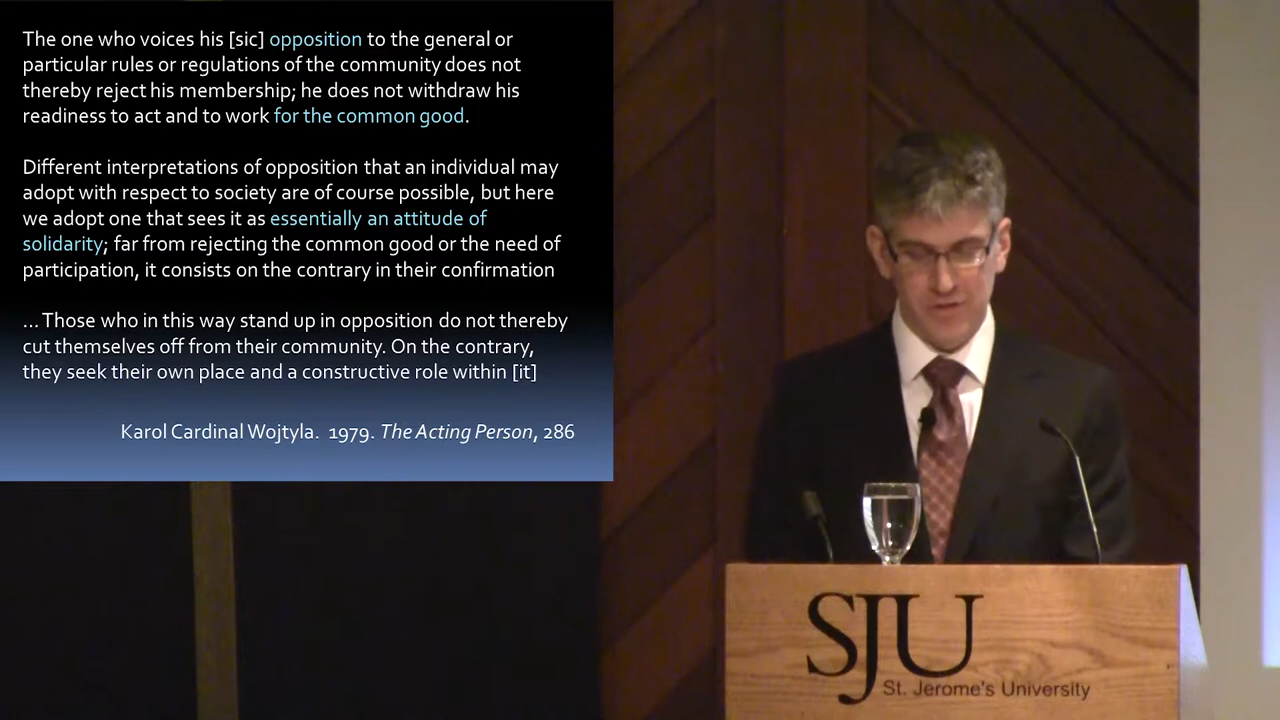 The one who voices his [sic] opposition to the general or
particular rules or regulations of the community does not
thereby reject his membership; he does not withdraw his
readiness to act and to work for the common good.
Different interpretations of opposition that an individual may
adopt with respect to society are of course possible, but here
we adopt one that sees it as essentially an attitude of
solidarity; far from rejecting the common good or the need of
participation, it consists on the contrary in their confirmation
... Those who in this way stand up in opposition do not thereby
cut themselves off from their community. On the contrary,
they seek their own place and a constructive role within [it]
Karol Cardinal Wojtyla. 1979. The Acting Person, 286
SJU
St. Jerome's University